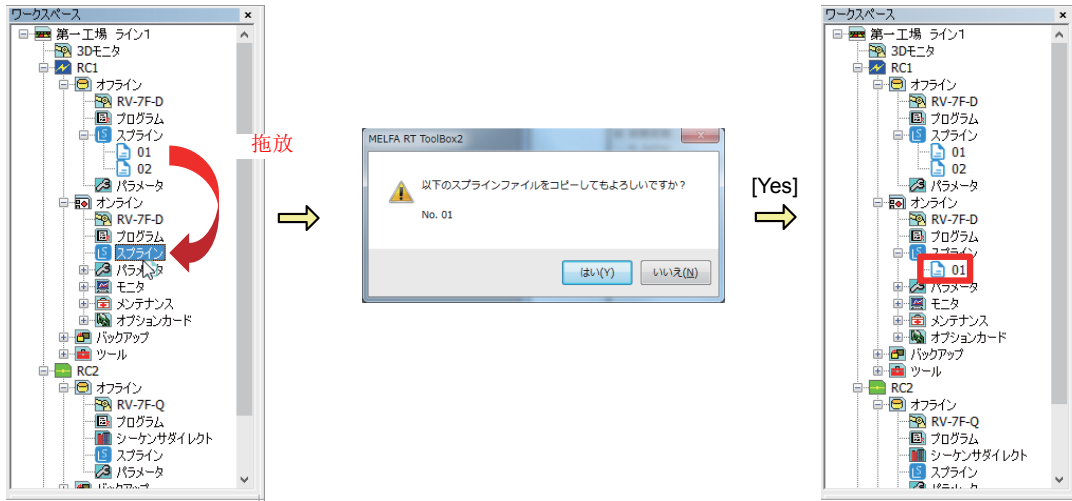 ワークスペース
第一工場 ライン1
3Dモニタ
RC1
オフライン
RV-7F-D
プログラム
スプライン
01
02
パラメータ
オンライン
RV-7F-D
プログラム
スプライン
パラメータ
モニタ
メンテナンス
オプションカード
バックアップ
ツール
RC2
オフライン
RV-7F-Q
プログラム
シーケンサダイレクト
スプライン
パラメータ
バックアップ
拖放
MELFA RT ToolBox2
以下のスプラインファイルをコピーしてもよろしいですか?
No. 01
はい(Y)
いいえ(N)
[Yes]
ワークスペース
第一工場 ライン1
3Dモニタ
RC1
オフライン
RV-7F-D
プログラム
スプライン
01
02
パラメータ
オンライン
RV-7F-D
プログラム
スプライン
01
パラメータ
モニタ
メンテナンス
オプションカード
バックアップ
ツール
RC2
オフライン
RV-7F-Q
プログラム
シーケンサダイレクト
スプライン
パラメータ